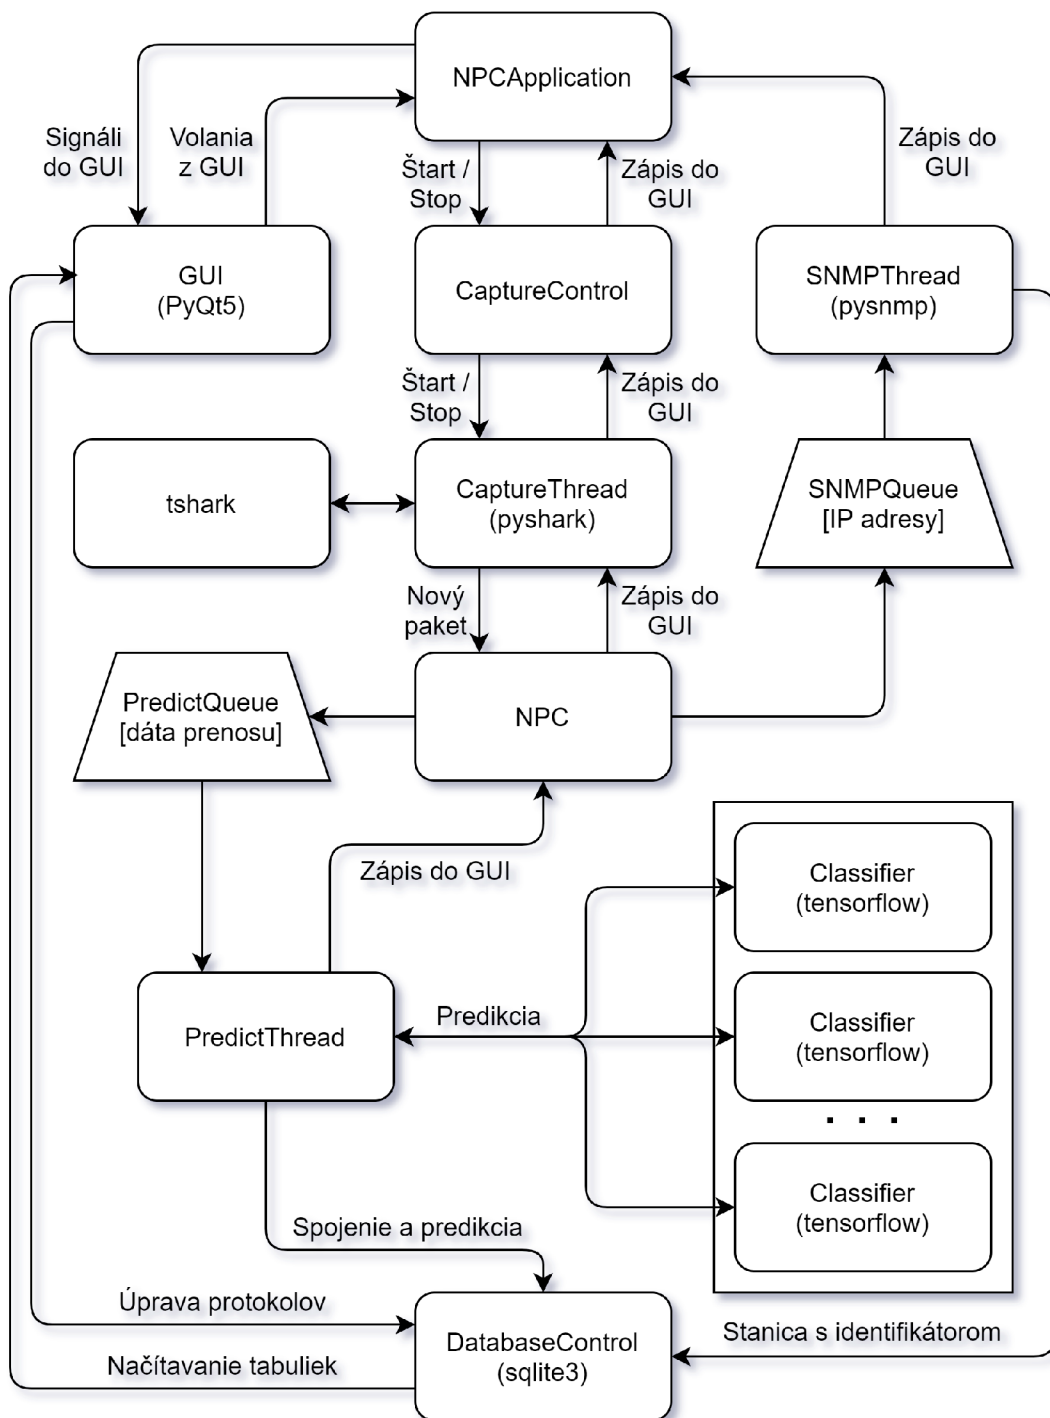 NPCApplication
Signáli
do GUI
Volania
z GUI
Štart /
Stop
Zápis do
GUI
Zápis do
GUI
GUI
(PyQt5)
CaptureControl
SNMPThread
(pysnmp)
Štart /
Stop
Zápis do
GUI
tshark
CaptureThread
(pyshark)
SNMPQueue
[IP adresy]
Nový
paket
Zápis do
GUI
PredictQueue
[dáta prenosu]
NPC
Zápis do GUI
Classifier
(tensorflow)
PredictThread
Predikcia
Classifier
(tensorflow)
. . .
Classifier
(tensorflow)
Spojenie a predikcia
Úprava protokolov
DatabaseControl
(sqlite3)
Stanica s identifikátorom
Načítavanie tabuliek